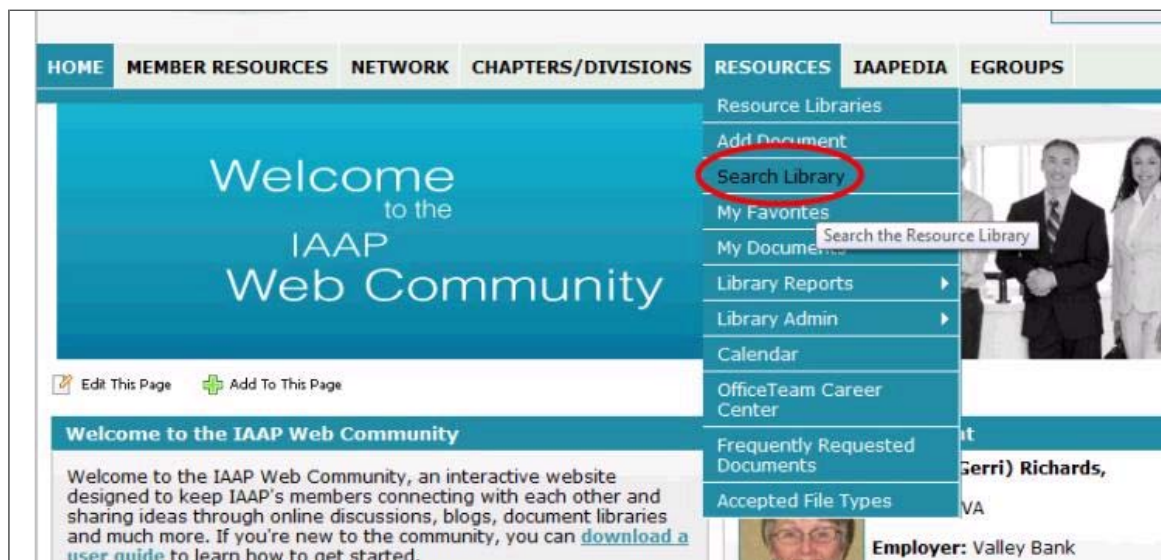 HOME MEMBER RESOURCES NETWORK CHAPTERS/DIVISIONS RESOURCES IAAPEDIA EGROUPS
Resource Libraries
Add Document
Search Library
My Favorites
Search the Resource Library
My Documents
Library Reports
Library Admin
Calendar
OfficeTeam Career
Center
Frequently Requested
Documents
Accepted File Types
Welcome
to the
IAAP
Web Community
Edit This Page Add To This Page
Welcome to the IAAP Web Community
Welcome to the IAAP Web Community, an interactive website
designed to keep IAAP's members connecting with each other and
sharing ideas through online discussions, blogs, document libraries
and much more. If you're new to the community, you can download a
user guide to learn how to get started.
Richards,
VA
Employer: Valley Bank